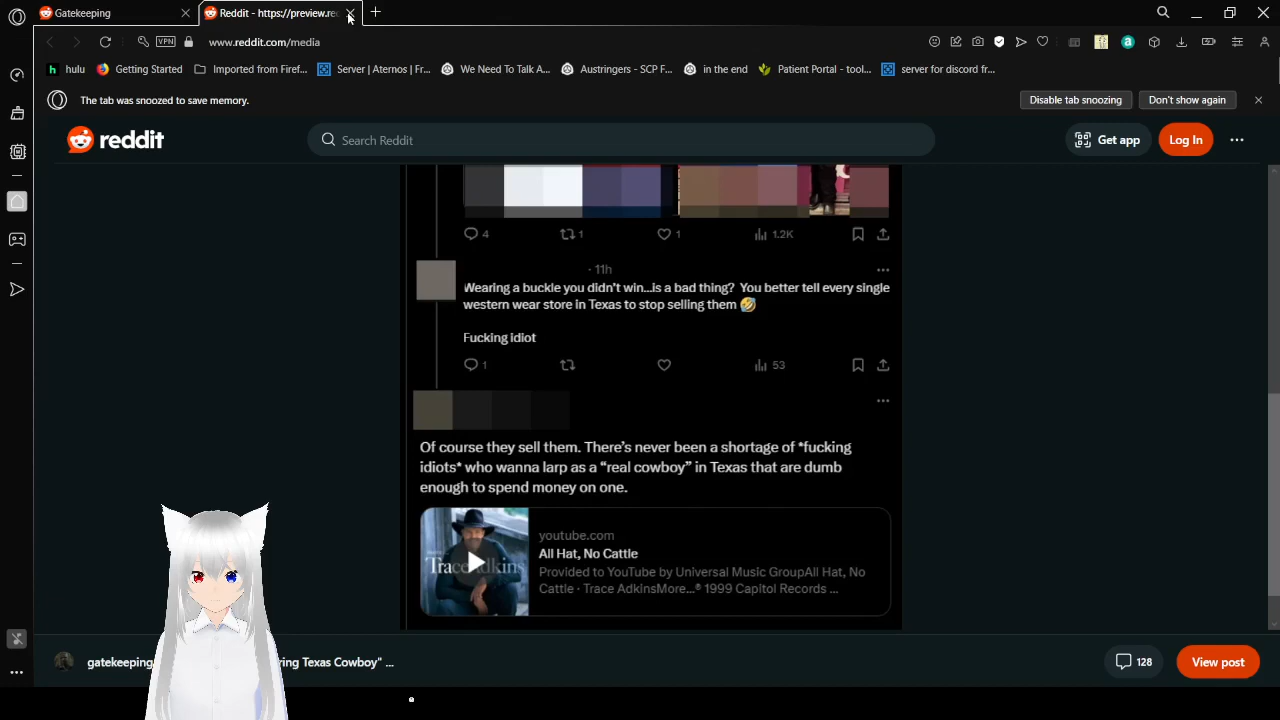 Gatekeeping
Reddit - https://preview.re
VPN
www.reddit.com/media
hulu
Getting Started
Imported from Firef...
Server | Aternos | Fr...
We Need To Talk A...
Austringers - SCP F...
in the end
Patient Portal - tool...
server for discord fr...
The tab was snoozed to save memory.
Disable tab snoozing
Don't show again
reddit
Search Reddit
Get app
Log In
4
1
1
1.2K
· 11h
Wearing a buckle you didn't win...is a bad thing? You better tell every single
western wear store in Texas to stop selling them 🤣
Fucking idiot
1
53
Of course they sell them. There's never been a shortage of *fucking
idiots* who wanna larp as a “real cowboy” in Texas that are dumb
enough to spend money on one.
youtube.com
All Hat, No Cattle
Provided to YouTube by Universal Music GroupAll Hat, No
Cattle · Trace AdkinsMore...℗ 1999 Capitol Records ...
Trace Adkins
gatekeeping
ring Texas Cowboy" ...
128
View post